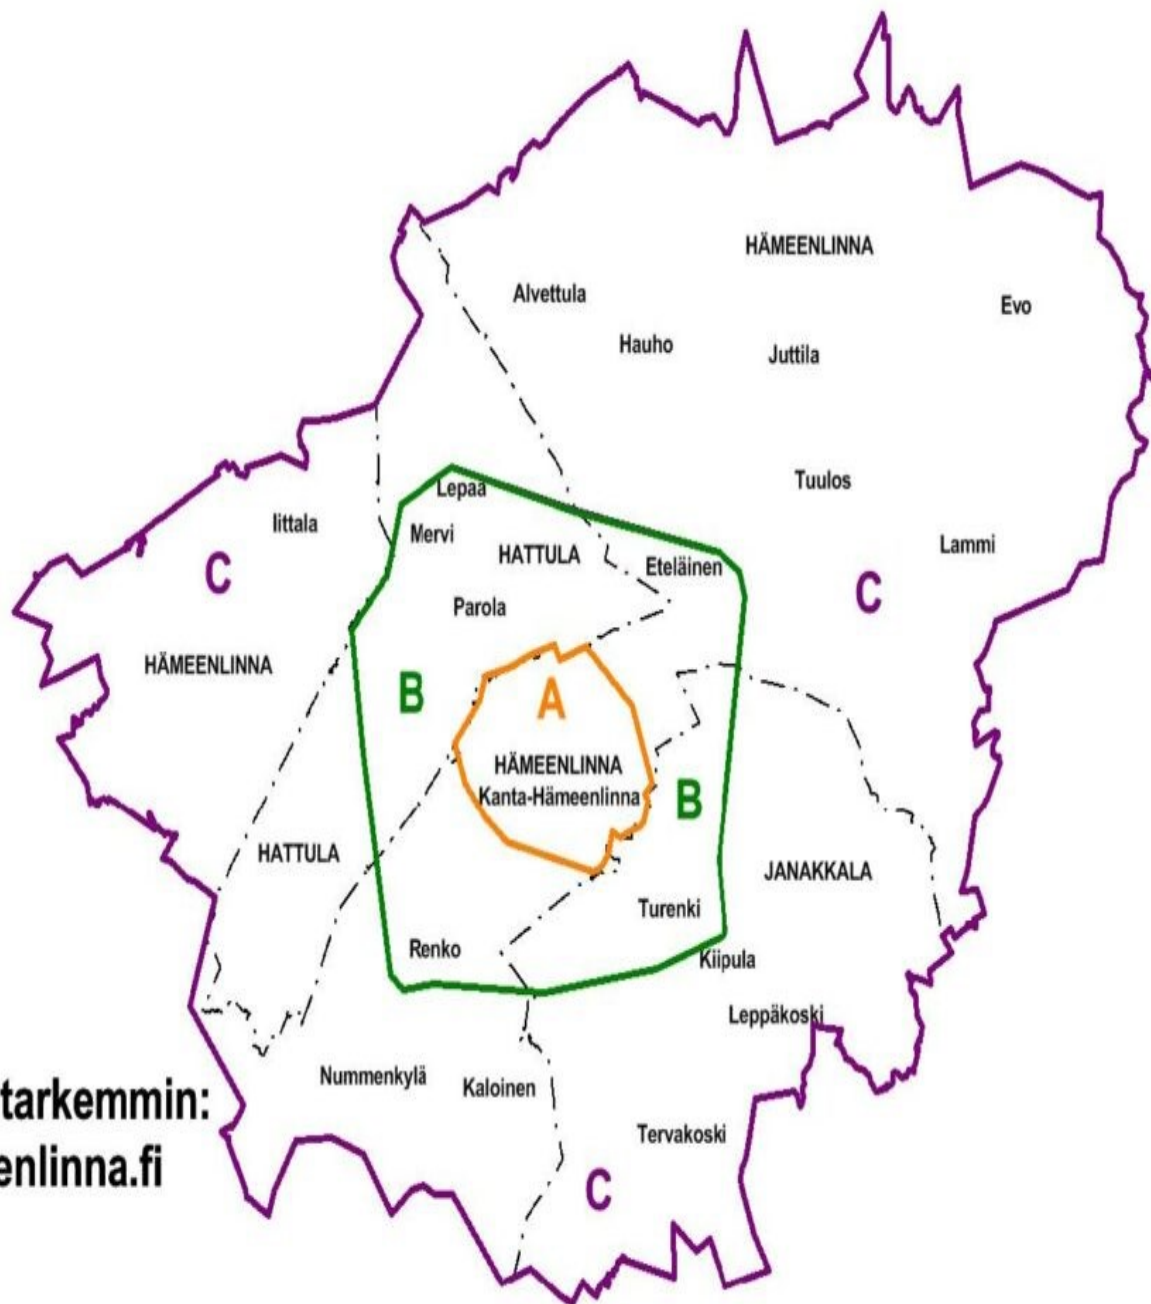 HÄMEENLINNA
Alvettula
Evo
Hauho
Juttila
Tuulos
Lepaa
Iittala
Mervi
HATTULA
Lammi
Eteläinen
C
C
Parola
HÄMEENLINNA
B
A
HÄMEENLINNA
Kanta-Hämeenlinna
B
HATTULA
JANAKKALA
Turenki
Renko
Kiipula
Leppäkoski
Nummenkylä
Kaloinen
tarkemmin:
Tervakoski
enlinna.fi
C